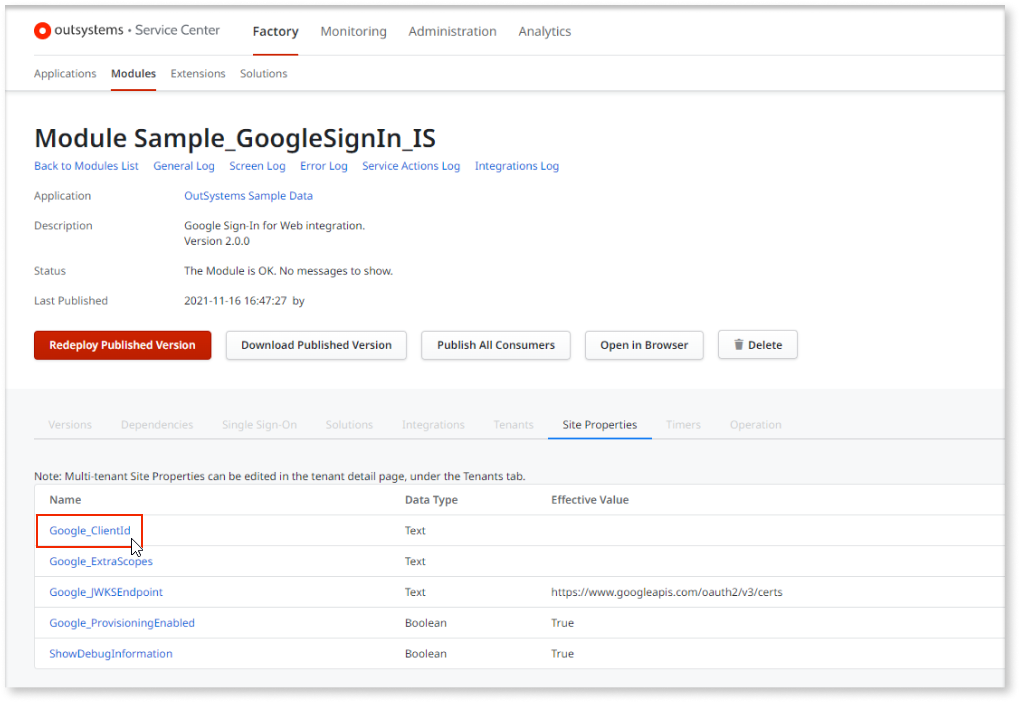 outsystems • Service Center Factory Monitoring Administration Analytics
Applications Modules Extensions Solutions
Module Sample_GoogleSignIn_IS
Back to Modules List General Log Screen Log Error Log Service Actions Log Integrations Log
Application OutSystems Sample Data
Description Google Sign-In for Web integration.
Version 2.0.0
Status The Module is OK. No messages to show.
Last Published 2021-11-16 16:47:27 by
Redeploy Published Version Download Published Version Publish All Consumers Open in Browser Delete
Versions Dependencies Single Sign-On Solutions Integrations Tenants Site Properties Timers Operation
Note: Multi-tenant Site Properties can be edited in the tenant detail page, under the Tenants tab.
Name Data Type Effective Value
Google_ClientId Text
Google_ExtraScopes Text
Google_JWKSEndpoint Text https://www.googleapis.com/oauth2/v3/certs
Google_ProvisioningEnabled Boolean True
ShowDebugInformation Boolean True